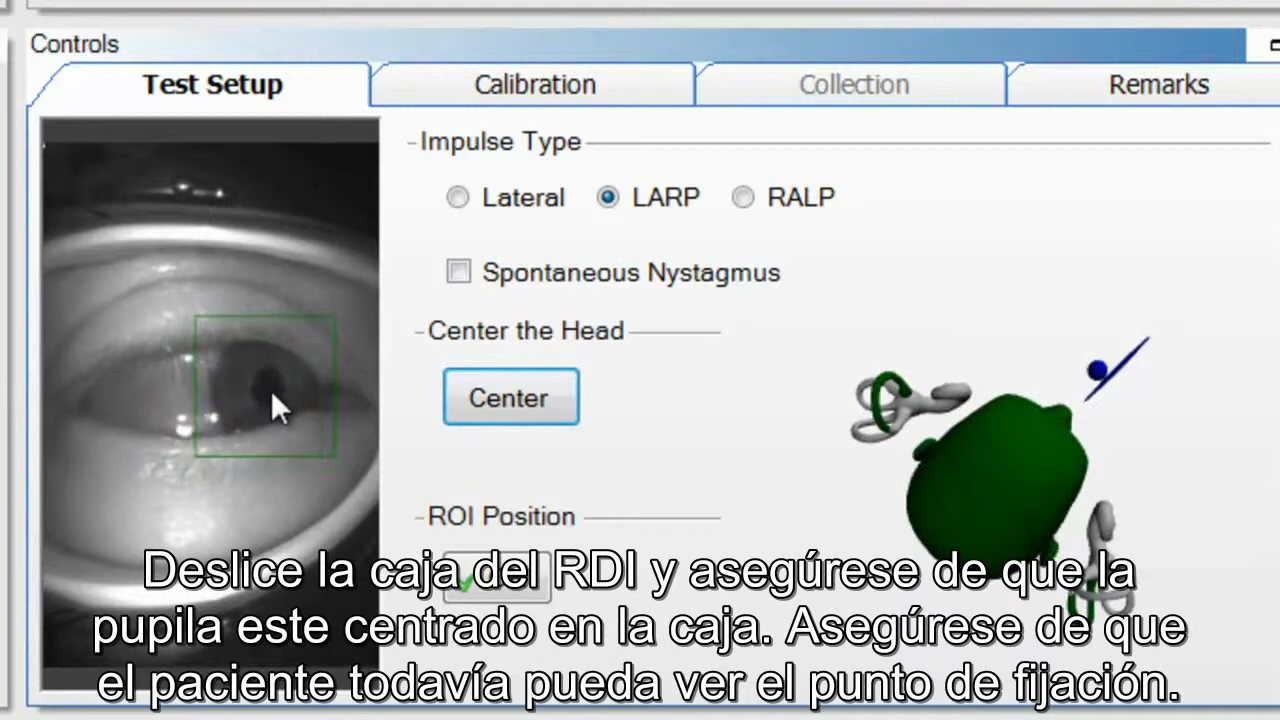 Controls
Test Setup
Calibration
Collection
Remarks
Impulse Type
Lateral
LARP
RALP
Spontaneous Nystagmus
Center the Head
Center
ROI Position
Deslice la caja del RDI y asegúrese de que la
pupila este centrado en la caja. Asegúrese de que
el paciente todavía pueda ver el punto de fijación.